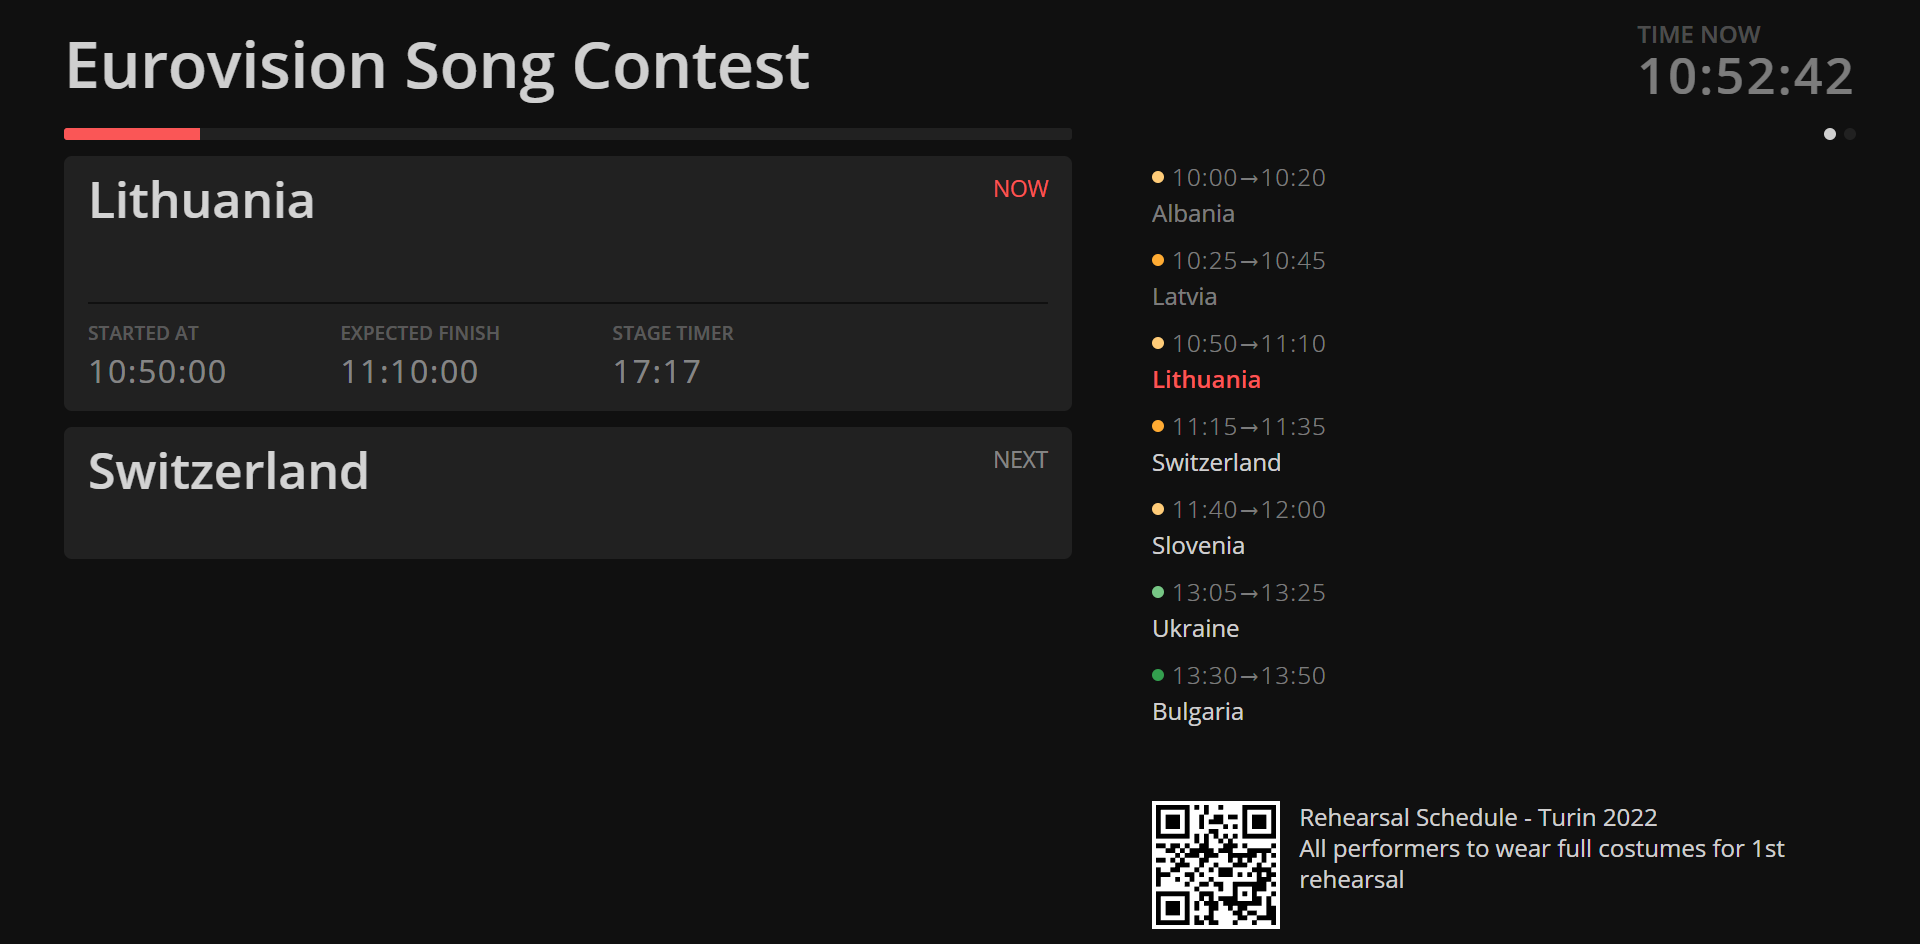 Eurovision Song Contest
TIME NOW
10:52:42
Lithuania
NOW
STARTED AT
10:50:00
EXPECTED FINISH
11:10:00
STAGE TIMER
17:17
Switzerland
NEXT
10:00→10:20
Albania
10:25→10:45
Latvia
10:50→11:10
Lithuania
11:15→11:35
Switzerland
11:40→12:00
Slovenia
13:05→13:25
Ukraine
13:30→13:50
Bulgaria
Rehearsal Schedule - Turin 2022
All performers to wear full costumes for 1st
rehearsal